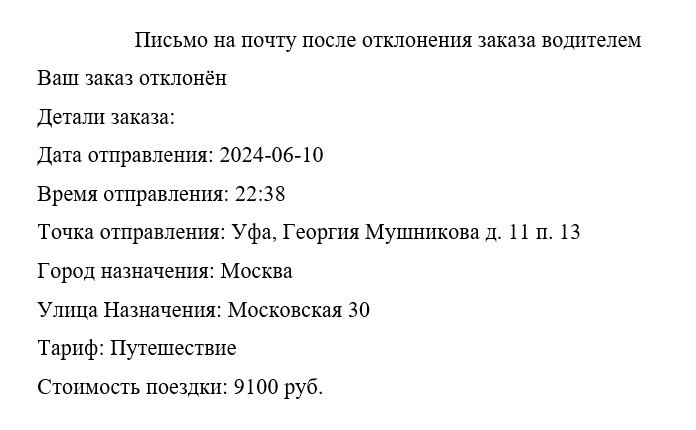 Письмо на почту после отклонения заказа водителем
Ваш заказ отклонён
Детали заказа:
Дата отправления: 2024-06-10
Время отправления: 22:38
Точка отправления: Уфа, Георгия Мушникова д. 11 п. 13
Город назначения: Москва
Улица Назначения: Московская 30
Тариф: Путешествие
Стоимость поездки: 9100 руб.